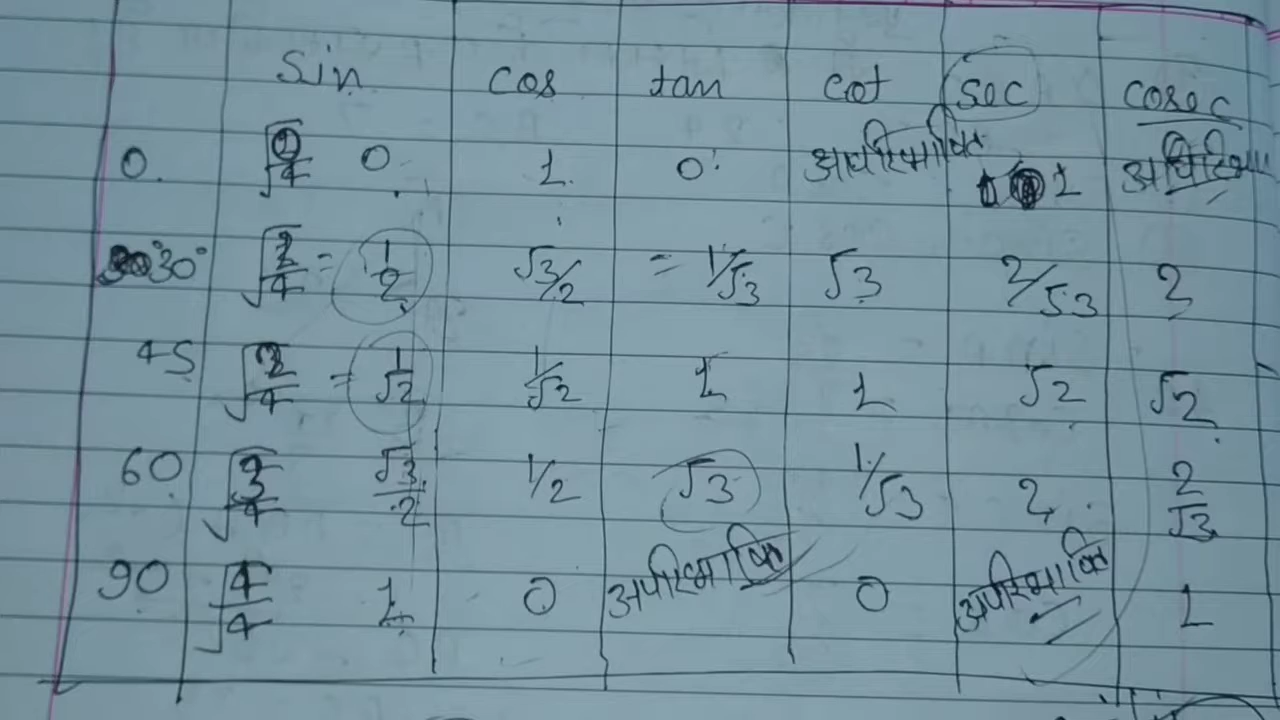 sin cos tan cot sec cosec
0. √0/4 0. 1. 0 अपरिभाषित 1
30° √1/4 = 1/2 √3/2 = 1/√3 √3 2/√3 2
45 √2/4 = 1/√2 1/√2 1 1 √2 √2
60 √3/4 √3/2 1/2 √3 1/√3 2 2/√3
90 √4/4 1 0 अपरिभाषित 0 अपरिभाषित 1